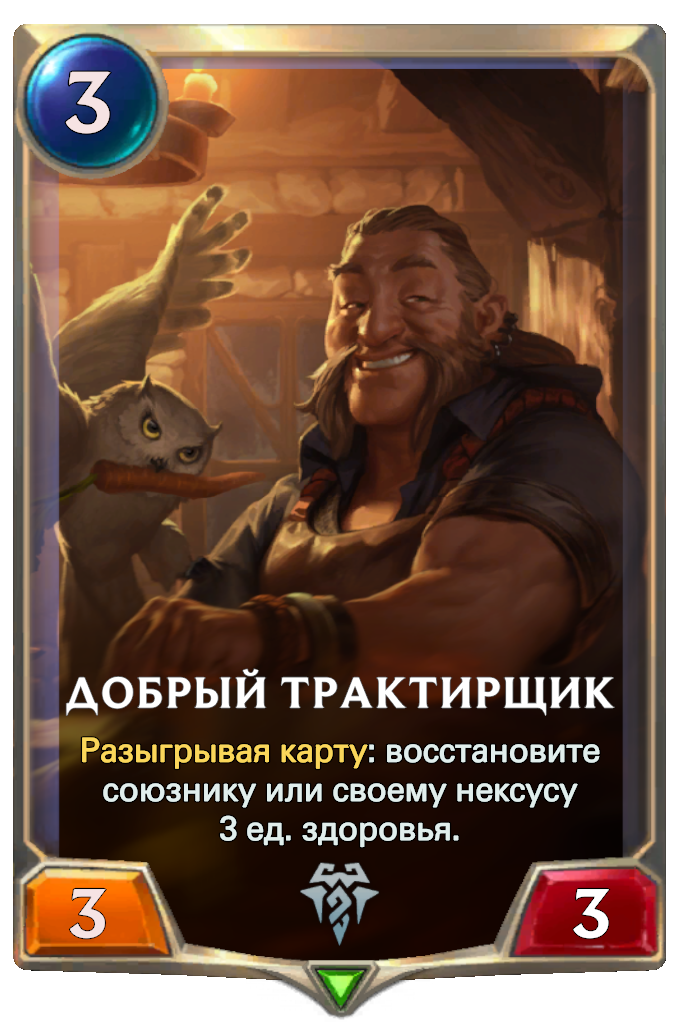 3
ДОБРЫЙ ТРАКТИРЩИК
Разыгрывая карту: восстановите
союзнику или своему нексусу
3 ед. здоровья.
3
3